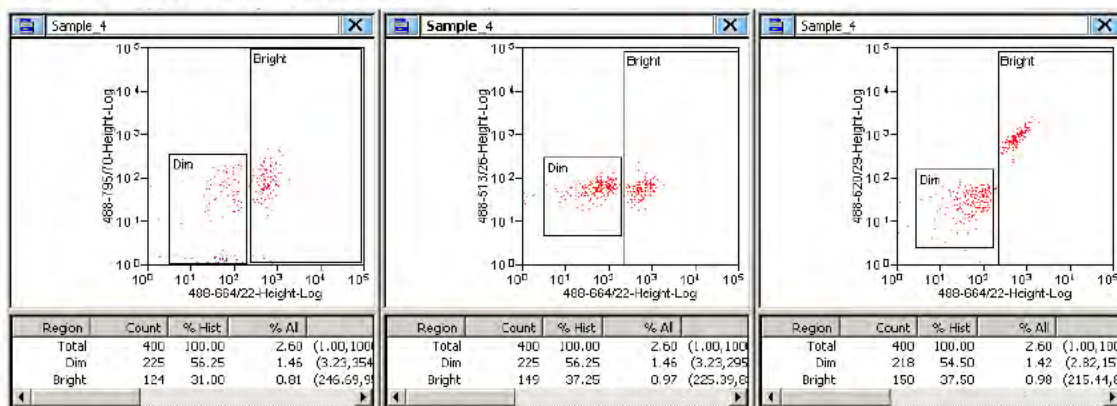 Sample_4
10^5
10^4
10^3
10^2
10^1
10^0
488-795/70-Height-Log
Bright
Dim
10^0 10^1 10^2 10^3 10^4 10^5
488-664/22-Height-Log
Region Count % Hist % All
Total 400 100.00 2.60 (1.00,100
Dim 225 56.25 1.46 (3.23,354
Bright 124 31.00 0.81 (246.69,9
Sample_4
10^5
10^4
10^3
10^2
10^1
10^0
488-513/26-Height-Log
Bright
Dim
10^0 10^1 10^2 10^3 10^4 10^5
488-664/22-Height-Log
Region Count % Hist % All
Total 400 100.00 2.60 (1.00,100
Dim 225 56.25 1.46 (3.23,295
Bright 149 37.25 0.97 (225.39,8
Sample_4
10^5
10^4
10^3
10^2
10^1
10^0
488-620/29-Height-Log
Bright
Dim
10^0 10^1 10^2 10^3 10^4 10^5
488-664/22-Height-Log
Region Count % Hist % All
Total 400 100.00 2.60 (1.00,100
Dim 218 54.50 1.42 (2.82,15
Bright 150 37.50 0.98 (215.44,8